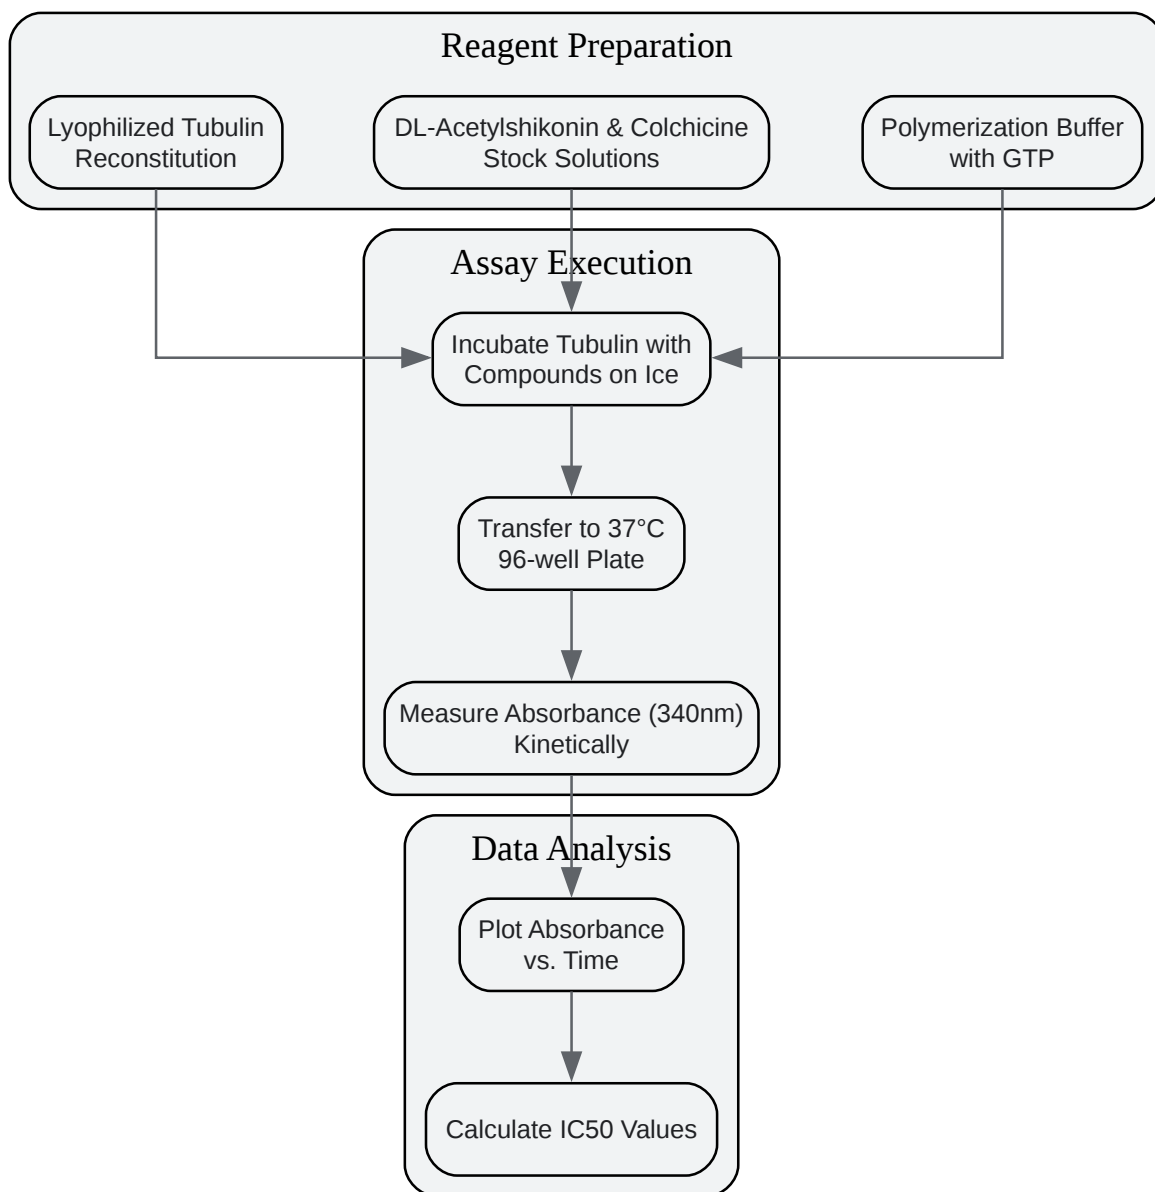 Reagent Preparation
Lyophilized Tubulin
Reconstitution
DL-Acetylshikonin & Colchicine
Stock Solutions
Polymerization Buffer
with GTP
Assay Execution
Incubate Tubulin with
Compounds on Ice
Transfer to 37°C
96-well Plate
Measure Absorbance (340nm)
Kinetically
Data Analysis
Plot Absorbance
vs. Time
Calculate IC50 Values